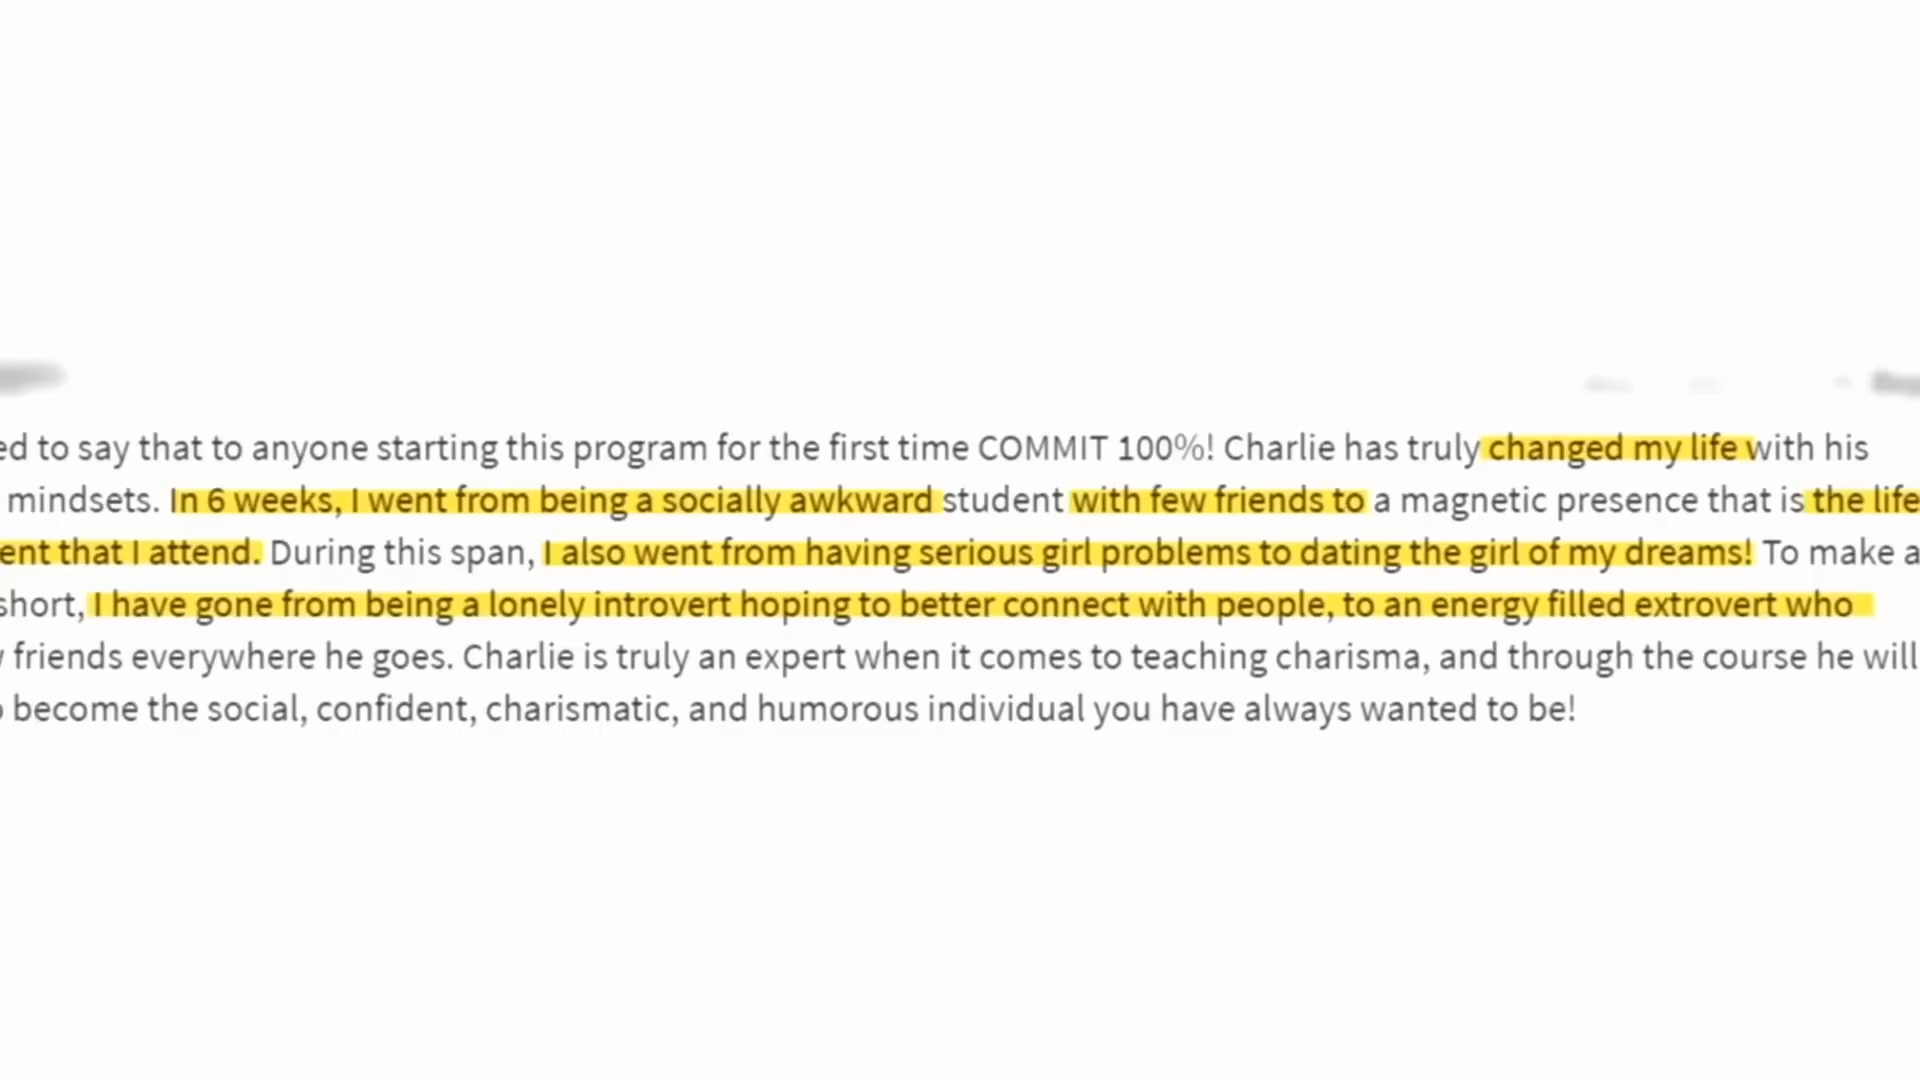 to say that to anyone starting this program for the first time COMMIT 100%! Charlie has truly changed my life with his
mindsets. In 6 weeks, I went from being a socially awkward student with few friends to a magnetic presence that is the life
that I attend. During this span, I also went from having serious girl problems to dating the girl of my dreams! To make a
short, I have gone from being a lonely introvert hoping to better connect with people, to an energy filled extrovert who
friends everywhere he goes. Charlie is truly an expert when it comes to teaching charisma, and through the course he will
become the social, confident, charismatic, and humorous individual you have always wanted to be!